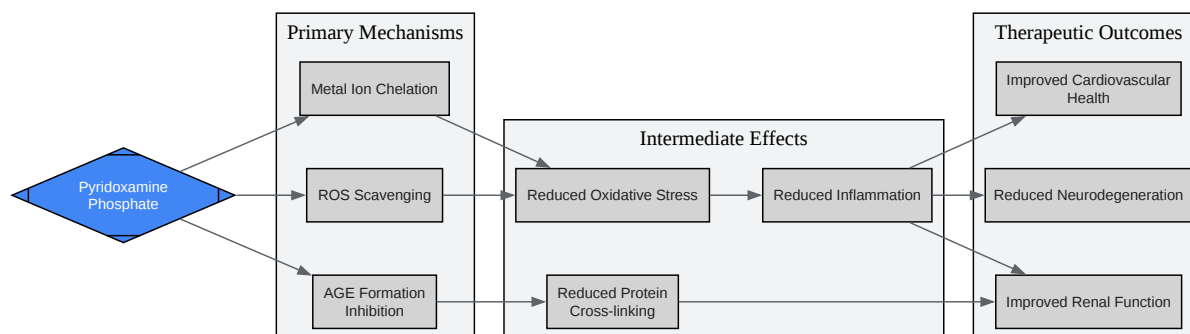 Primary Mechanisms
Therapeutic Outcomes
Metal Ion Chelation
Improved Cardiovascular
Health
Intermediate Effects
Pyridoxamine
Phosphate
ROS Scavenging
Reduced Oxidative Stress
Reduced Inflammation
Reduced Neurodegeneration
AGE Formation
Inhibition
Reduced Protein
Cross-linking
Improved Renal Function